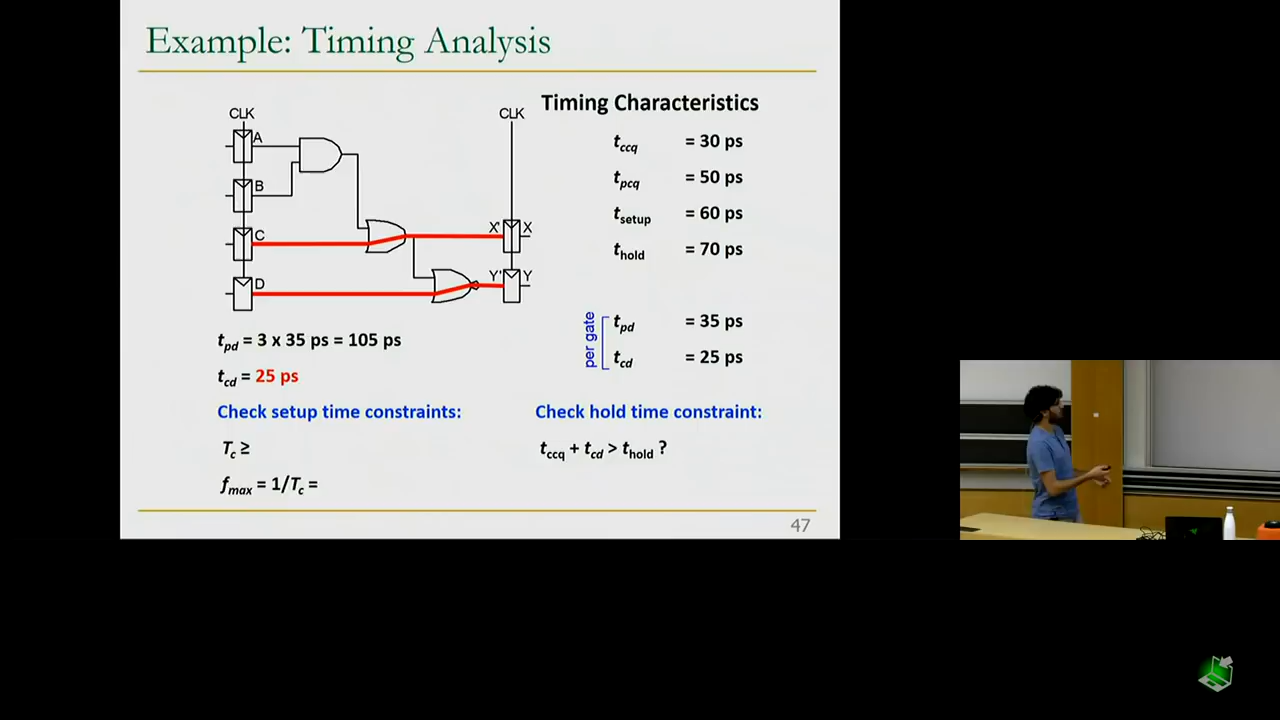 Example: Timing Analysis
CLK
CLK
A
B
C
D
X'
X
Y'
Y
Timing Characteristics
tccq = 30 ps
tpcq = 50 ps
tsetup = 60 ps
thold = 70 ps
per gate
tpd = 35 ps
tcd = 25 ps
tpd = 3 x 35 ps = 105 ps
tcd = 25 ps
Check setup time constraints:
Tc ≥
fmax = 1/Tc =
Check hold time constraint:
tccq + tcd > thold ?
47